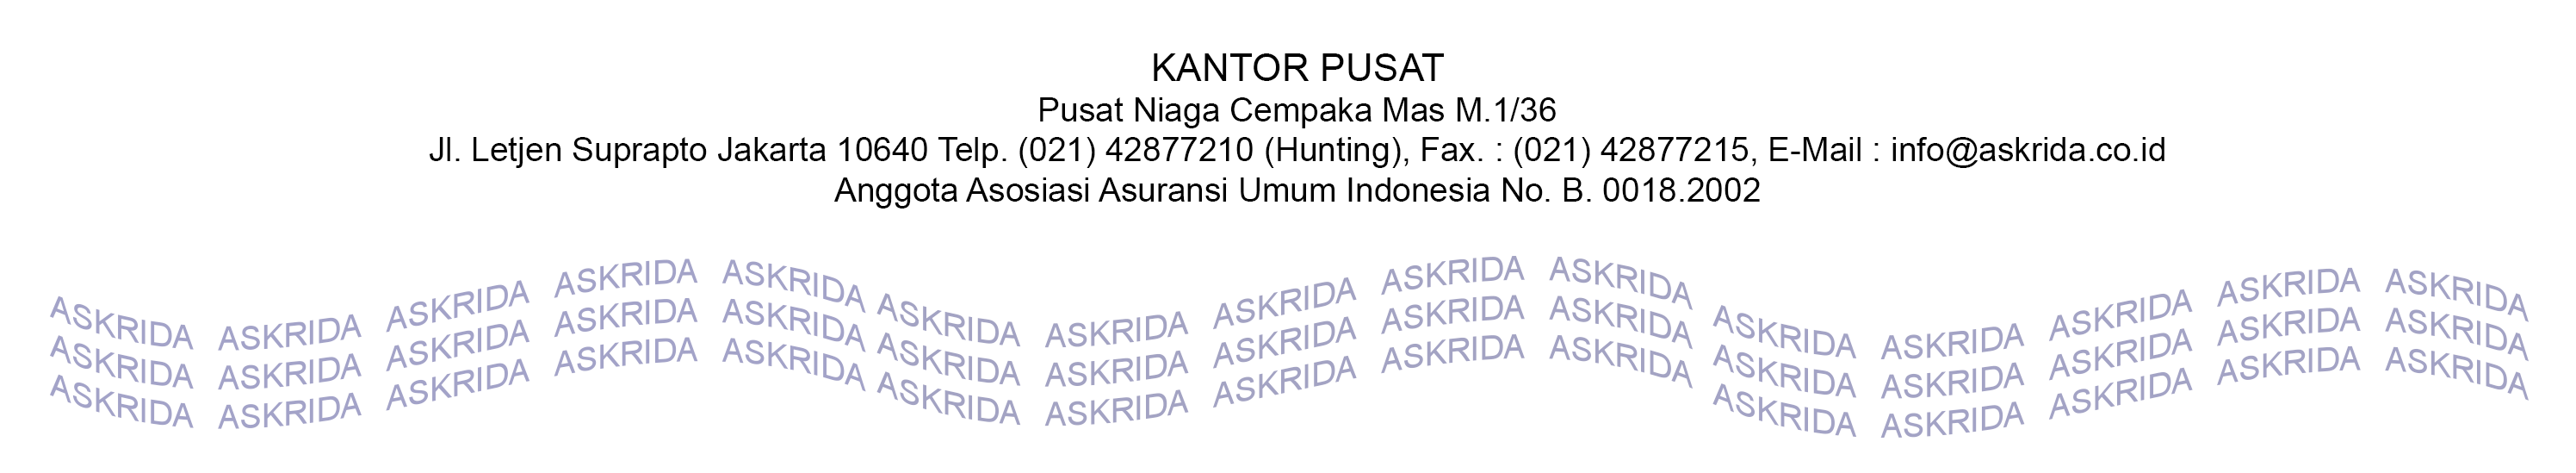 KANTOR PUSAT
Pusat Niaga Cempaka Mas M.1/36
Jl. Letjen Suprapto Jakarta 10640 Telp. (021) 42877210 (Hunting), Fax. : (021) 42877215, E-Mail : info@askrida.co.id
Anggota Asosiasi Asuransi Umum Indonesia No. B. 0018.2002
ASKRIDA ASKRIDA ASKRIDA ASKRIDA ASKRIDA ASKRIDA ASKRIDA ASKRIDA ASKRIDA ASKRIDA ASKRIDA ASKRIDA ASKRIDA ASKRIDA ASKRIDA
ASKRIDA ASKRIDA ASKRIDA ASKRIDA ASKRIDA ASKRIDA ASKRIDA ASKRIDA ASKRIDA ASKRIDA ASKRIDA ASKRIDA ASKRIDA ASKRIDA ASKRIDA
ASKRIDA ASKRIDA ASKRIDA ASKRIDA ASKRIDA ASKRIDA ASKRIDA ASKRIDA ASKRIDA ASKRIDA ASKRIDA ASKRIDA ASKRIDA ASKRIDA ASKRIDA